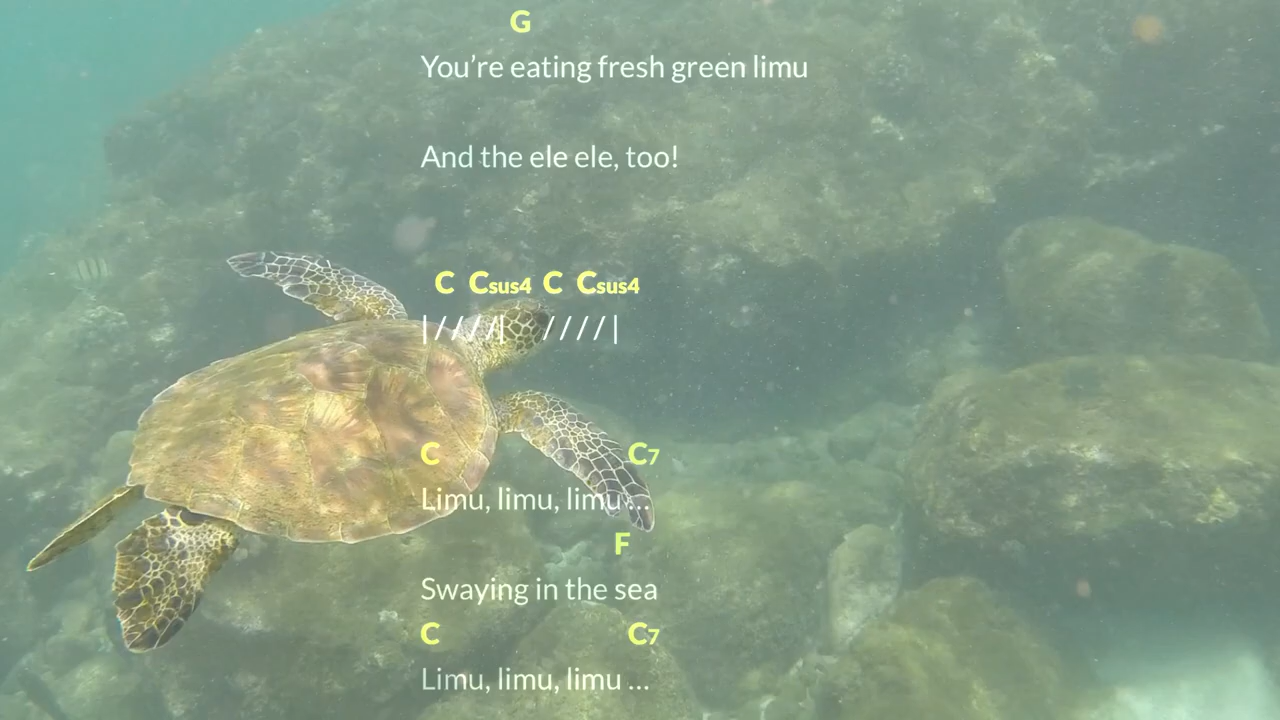 G
You’re eating fresh green limu
And the ele ele, too!
C Csus4 C Csus4
|////| ////|
C C7
Limu, limu, limu ...
F
Swaying in the sea
C C7
Limu, limu, limu ...